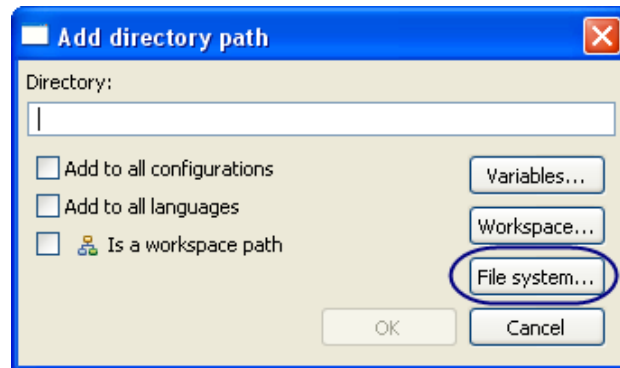 Add directory path
Directory:
Add to all configurations
Variables...
Add to all languages
Workspace...
Is a workspace path
File system...
OK
Cancel